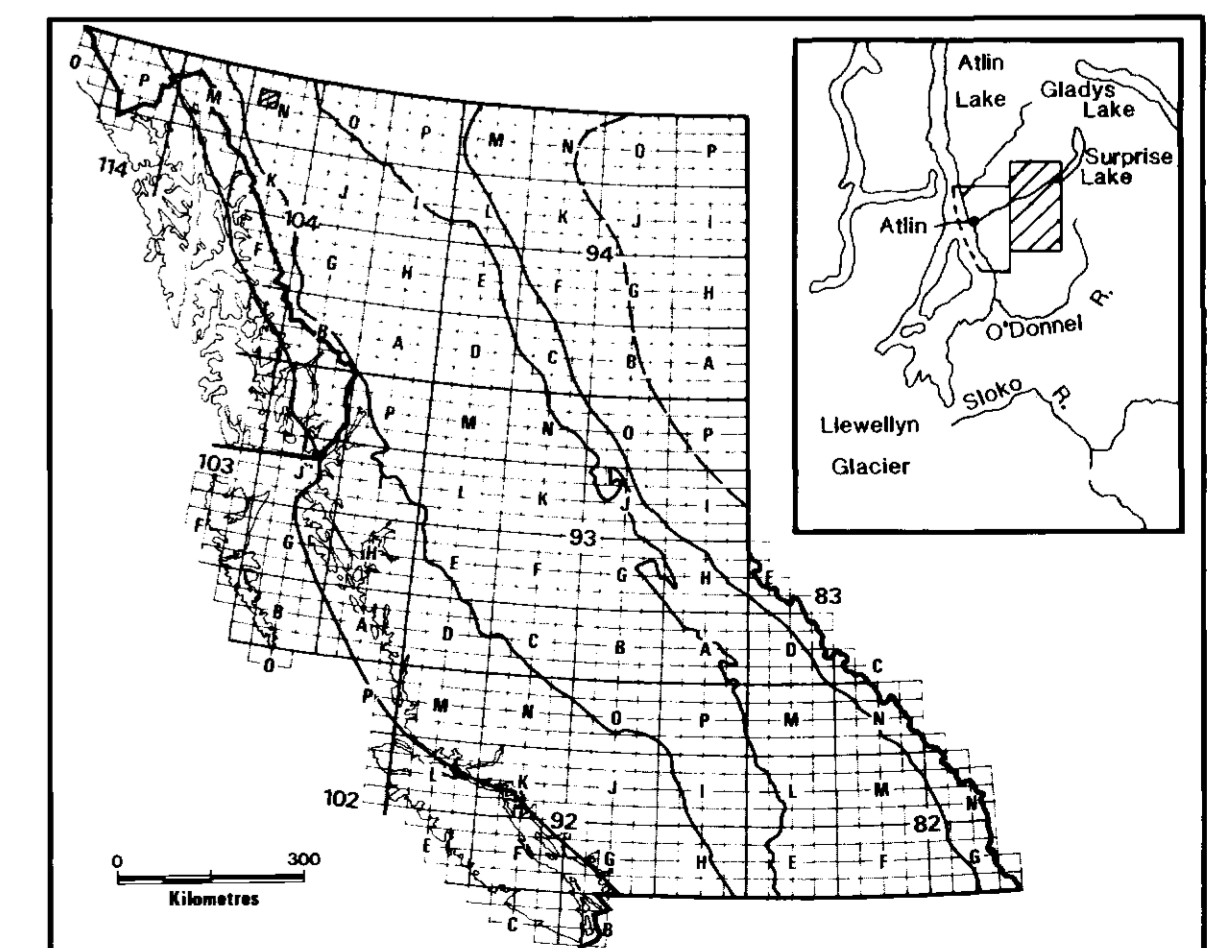 O
P
M
N
O
P
M
N
O
P
114
K
J
I
L
K
J
I
104
94
F
G
H
E
F
G
H
B
A
D
C
B
A
P
M
N
O
P
103
J
L
K
J
I
93
F
G
H
E
F
G
H
E
83
B
A
D
C
B
A
D
C
O
P
M
N
O
P
M
N
L
K
J
I
L
M
N
102
92
82
E
F
G
H
E
F
G
C
B
0 300
Kilometres
Atlin
Lake
Gladys
Lake
Surprise
Lake
Atlin
O'Donnel R.
Sloko R.
Llewellyn
Glacier